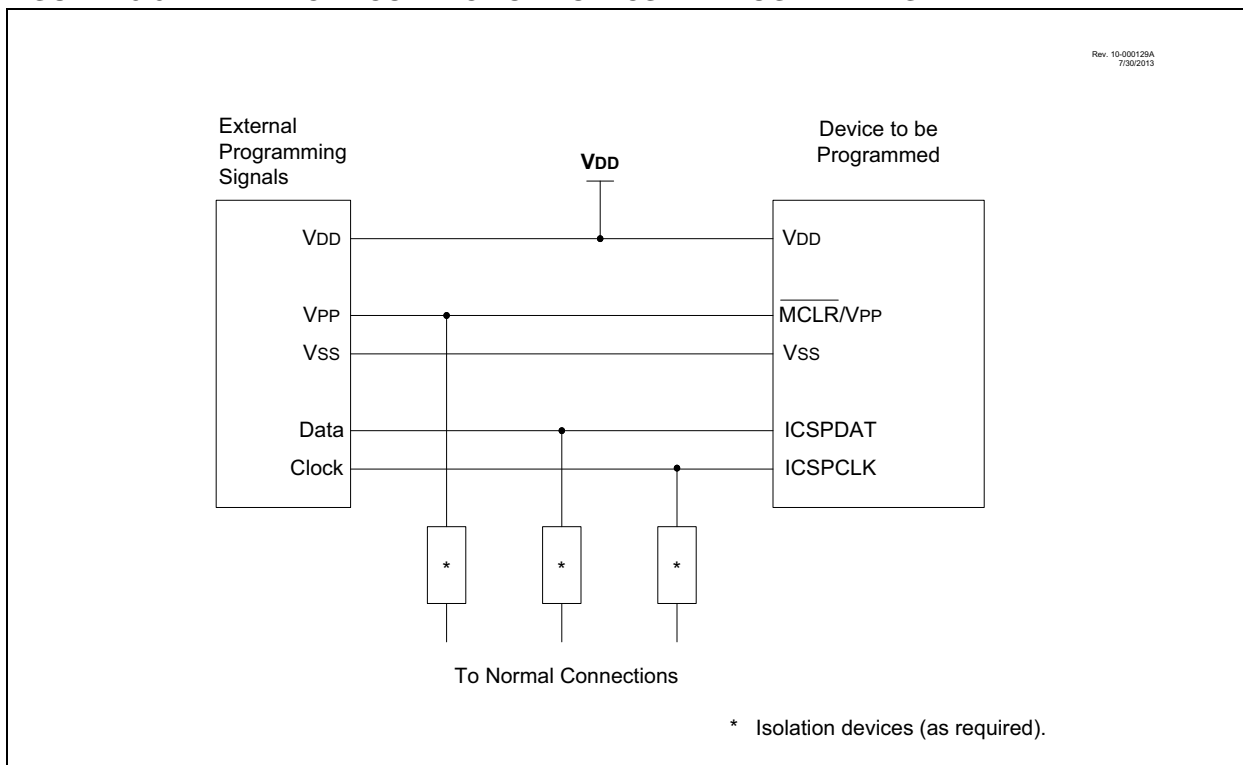 Rev. 10-000129A
7/30/2013
External
Programming
Signals
VDD
Device to be
Programmed
VDD
VDD
VPP
MCLR/VPP
VSS
VSS
Data
ICSPDAT
Clock
ICSPCLK
*
*
*
To Normal Connections
* Isolation devices (as required).